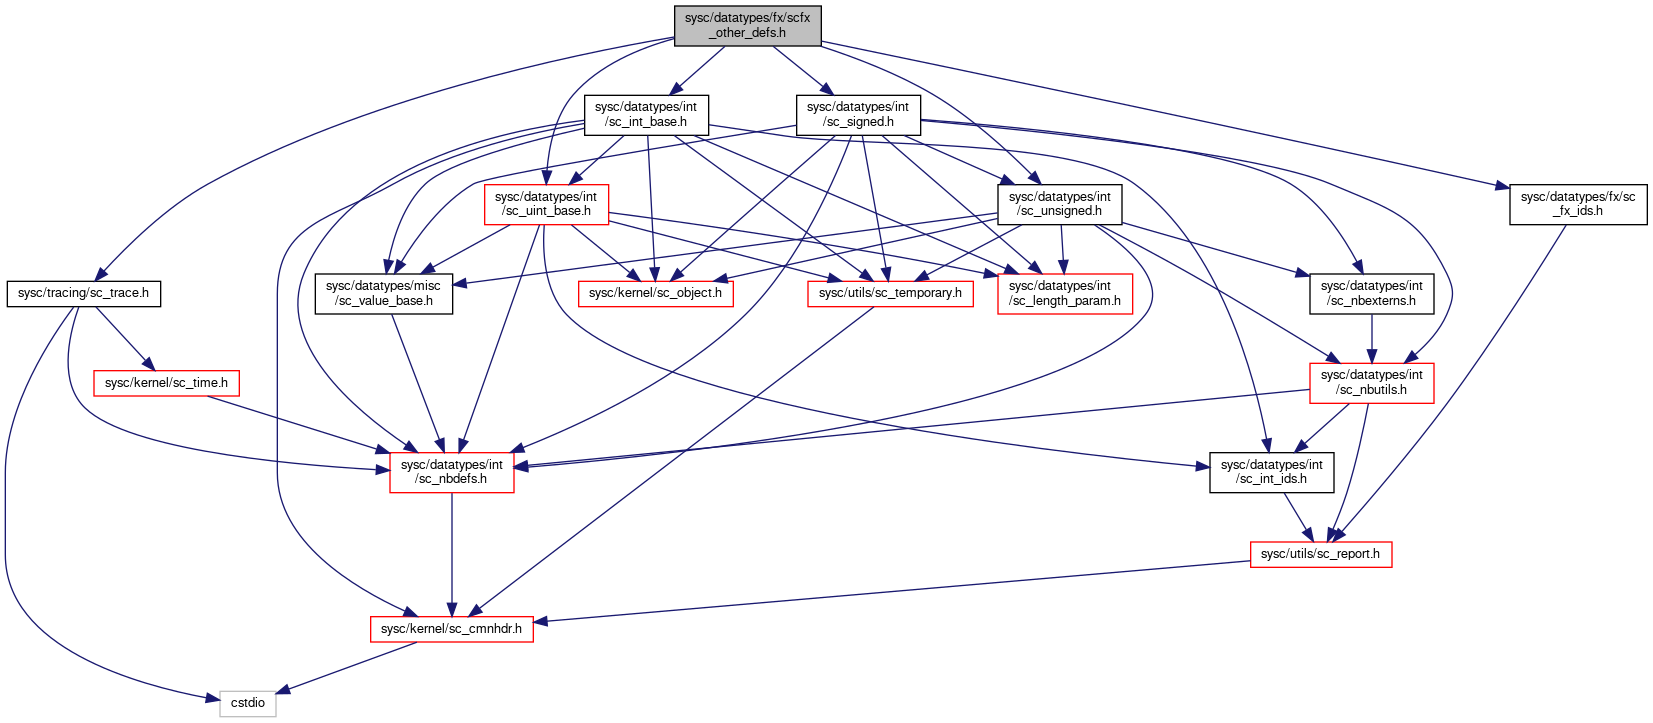 sysc/datatypes/fx/scfx
_other_defs.h
sysc/datatypes/int
/sc_int_base.h
sysc/datatypes/int
/sc_signed.h
sysc/datatypes/int
/sc_uint_base.h
sysc/datatypes/int
/sc_unsigned.h
sysc/datatypes/fx/sc
_fx_ids.h
sysc/tracing/sc_trace.h
sysc/datatypes/misc
/sc_value_base.h
sysc/kernel/sc_object.h
sysc/utils/sc_temporary.h
sysc/datatypes/int
/sc_length_param.h
sysc/datatypes/int
/sc_nbexterns.h
sysc/kernel/sc_time.h
sysc/datatypes/int
/sc_nbutils.h
sysc/datatypes/int
/sc_nbdefs.h
sysc/datatypes/int
/sc_int_ids.h
sysc/utils/sc_report.h
sysc/kernel/sc_cmnhdr.h
cstdio